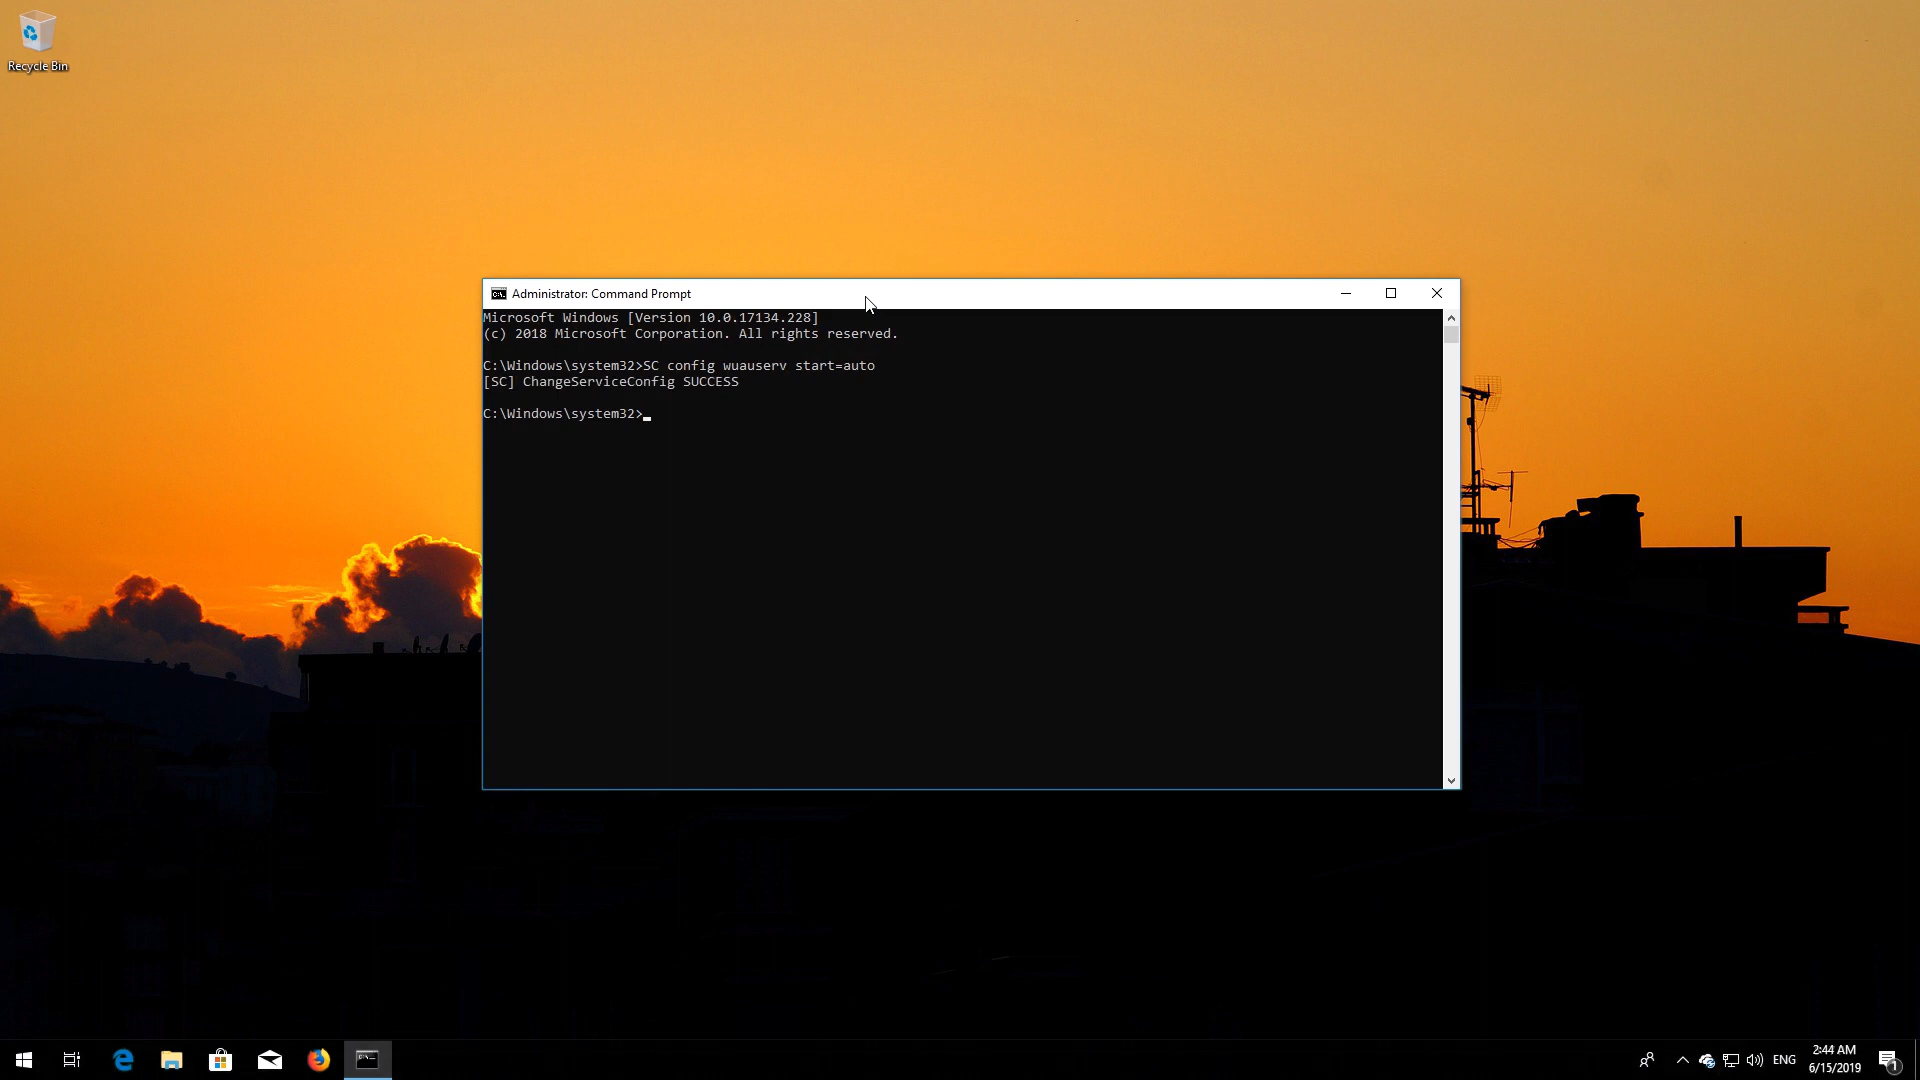 Recycle Bin
Administrator: Command Prompt
Microsoft Windows [Version 10.0.17134.228]
(c) 2018 Microsoft Corporation. All rights reserved.
C:\Windows\system32>SC config wuauserv start=auto
[SC] ChangeServiceConfig SUCCESS
C:\Windows\system32>
ENG
2:44 AM
6/15/2019
1